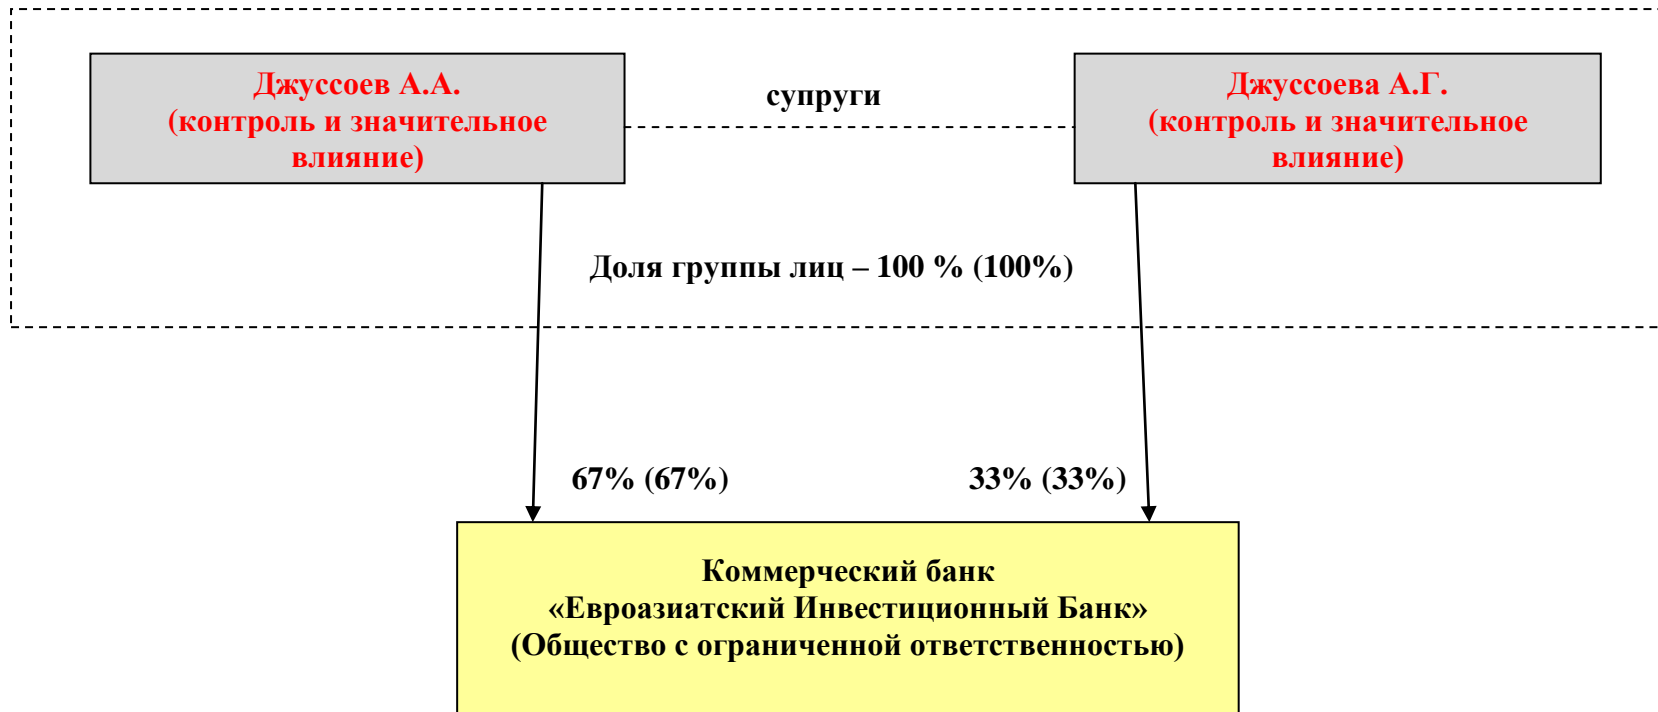 Джуссоев А.А.
(контроль и значительное
влияние)
супруги
Джуссоева А.Г.
(контроль и значительное
влияние)
Доля группы лиц – 100 % (100%)
67% (67%)
33% (33%)
Коммерческий банк
«Евроазиатский Инвестиционный Банк»
(Общество с ограниченной ответственностью)